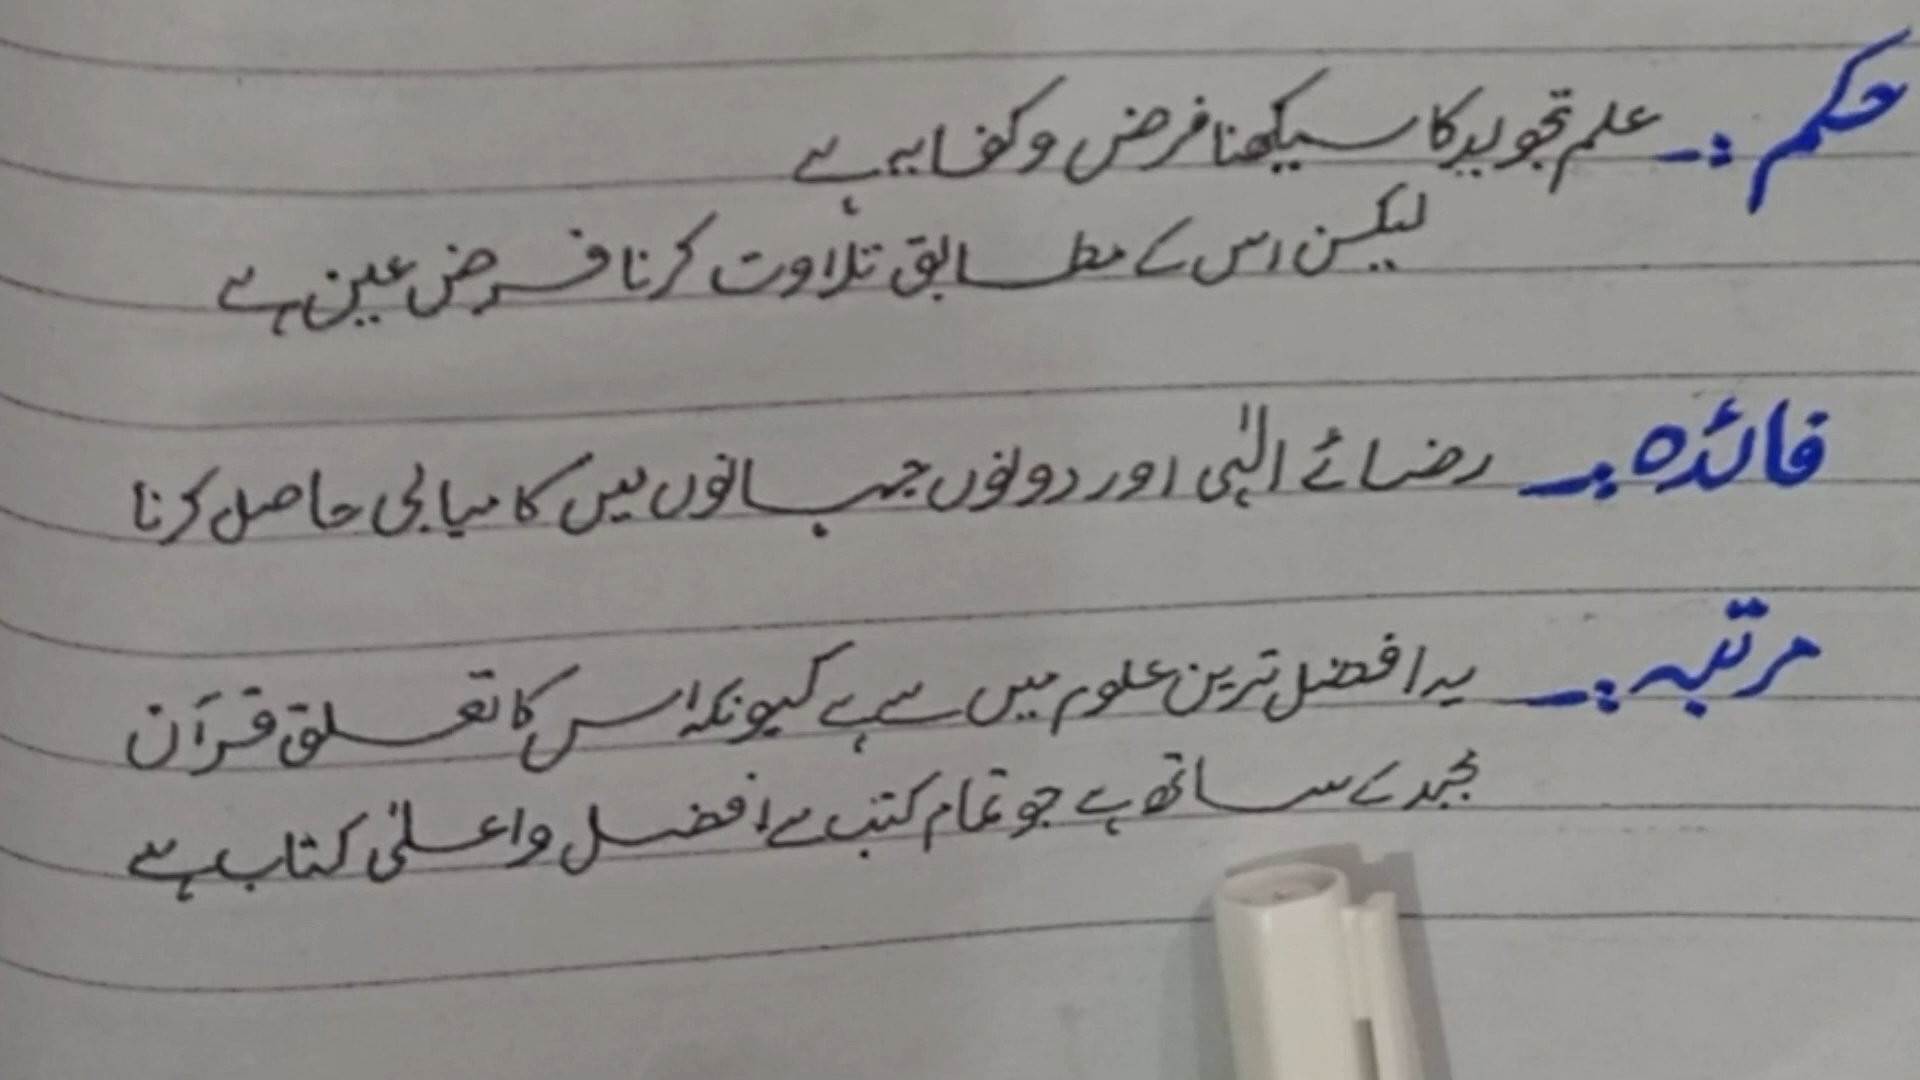 حکم :۔ علم تجوید کا سیکھنا فرض و کفایہ ہے
لیکن اس کے مطابق تلاوت کرنا فرض عین ہے
فائدہ :۔ رضائے الٰہی اور دونوں جہانوں میں کامیابی حاصل کرنا
مرتبہ :۔ یہ افضل ترین علوم میں سے ہے کیونکہ اس کا تعلق قرآن
مجید کے ساتھ ہے جو تمام کتب سے افضل و اعلٰی کتاب ہے